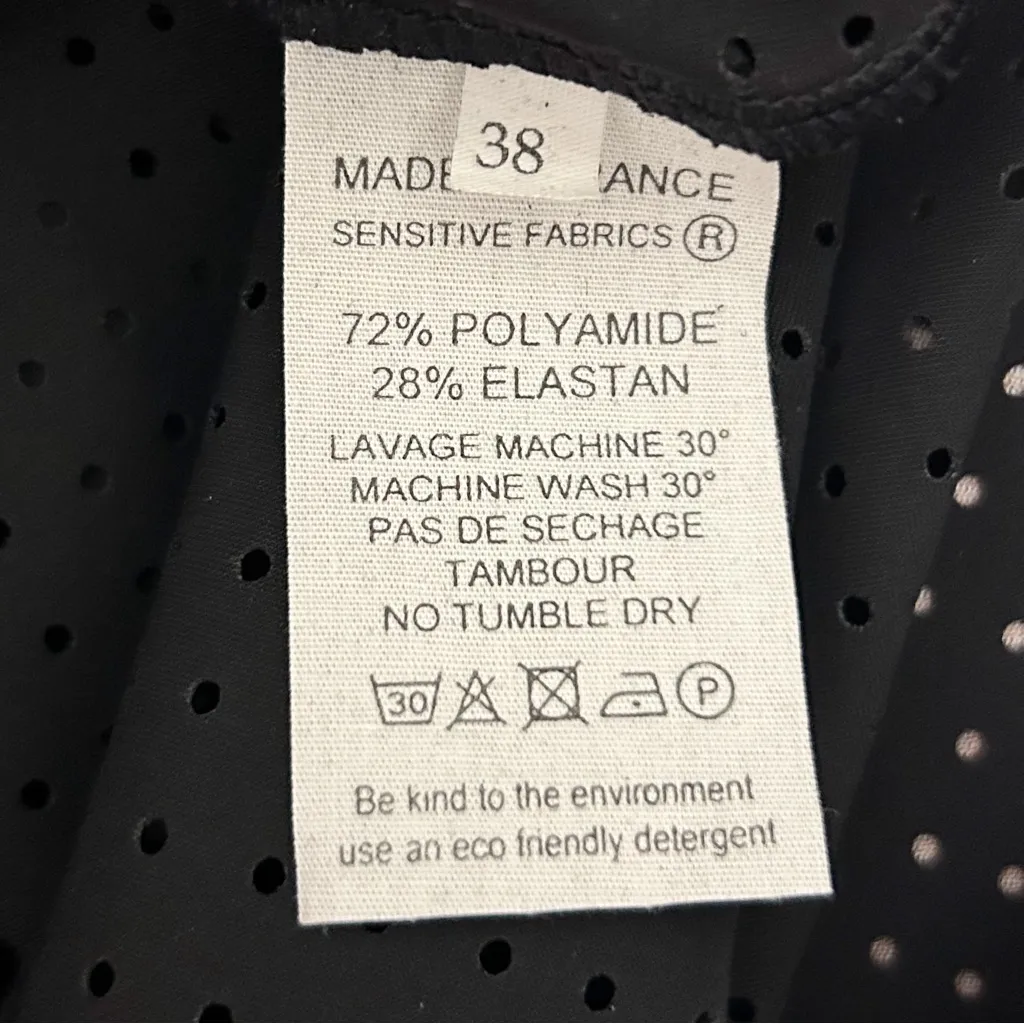 38
MADE ANCE
SENSITIVE FABRICS ®
72% POLYAMIDE
28% ELASTAN
LAVAGE MACHINE 30°
MACHINE WASH 30°
PAS DE SECHAGE
TAMBOUR
NO TUMBLE DRY
30 P
Be kind to the environment
use an eco friendly detergent